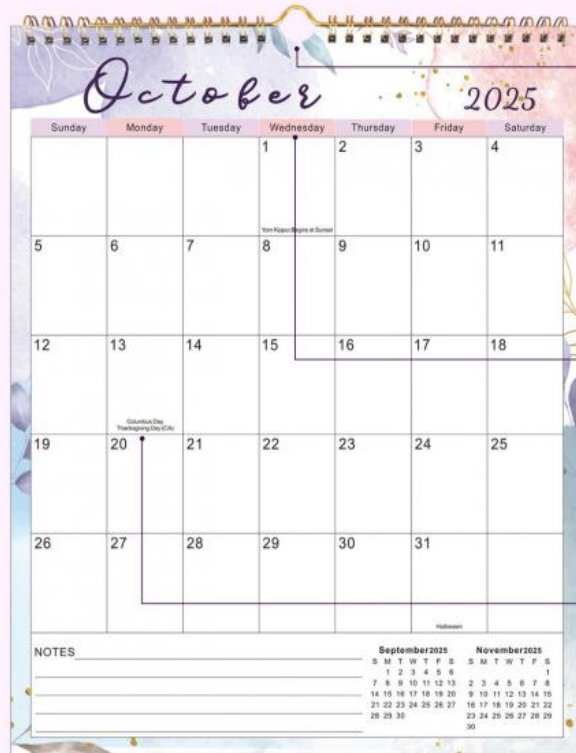 October 2025
Sunday Monday Tuesday Wednesday Thursday Friday Saturday
1 2 3 4
Yom Kippur Begins at Sunset
5 6 7 8 9 10 11
12 13 14 15 16 17 18
Columbus Day
Thanksgiving Day (CA)
19 20 21 22 23 24 25
26 27 28 29 30 31
Halloween
NOTES
September2025 November2025
S M T W T F S S M T W T F S
1 2 3 4 5 6 1
7 8 9 10 11 12 13 2 3 4 5 6 7 8
14 15 16 17 18 19 20 9 10 11 12 13 14 15
21 22 23 24 25 26 27 16 17 18 19 20 21 22
28 29 30 23 24 25 26 27 28 29
30